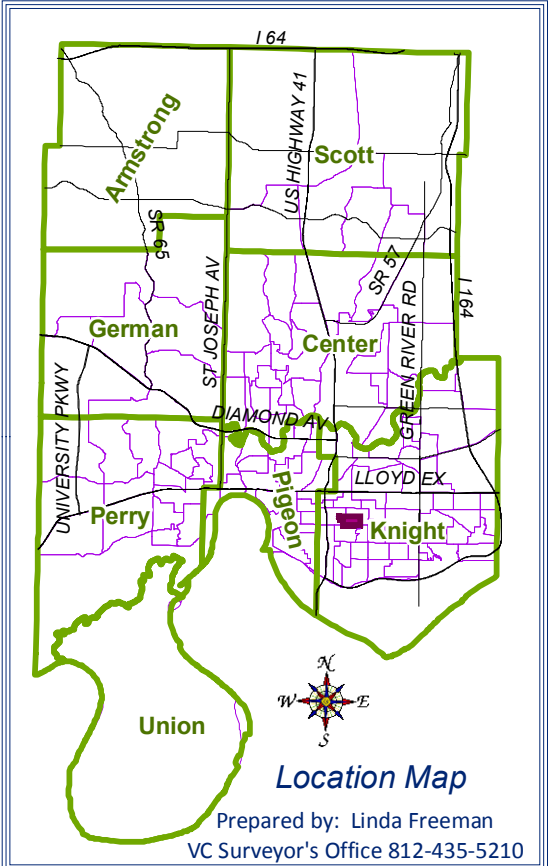 I 64
Armstrong
US HIGHWAY 41
Scott
SR 65
ST JOSEPH AV
SR 57
I 164
German
Center
GREEN RIVER RD
UNIVERSITY PKWY
DIAMOND AV
LLOYD EX
Pigeon
Perry
Knight
N
W
E
S
Union
Location Map
Prepared by: Linda Freeman
VC Surveyor's Office 812-435-5210